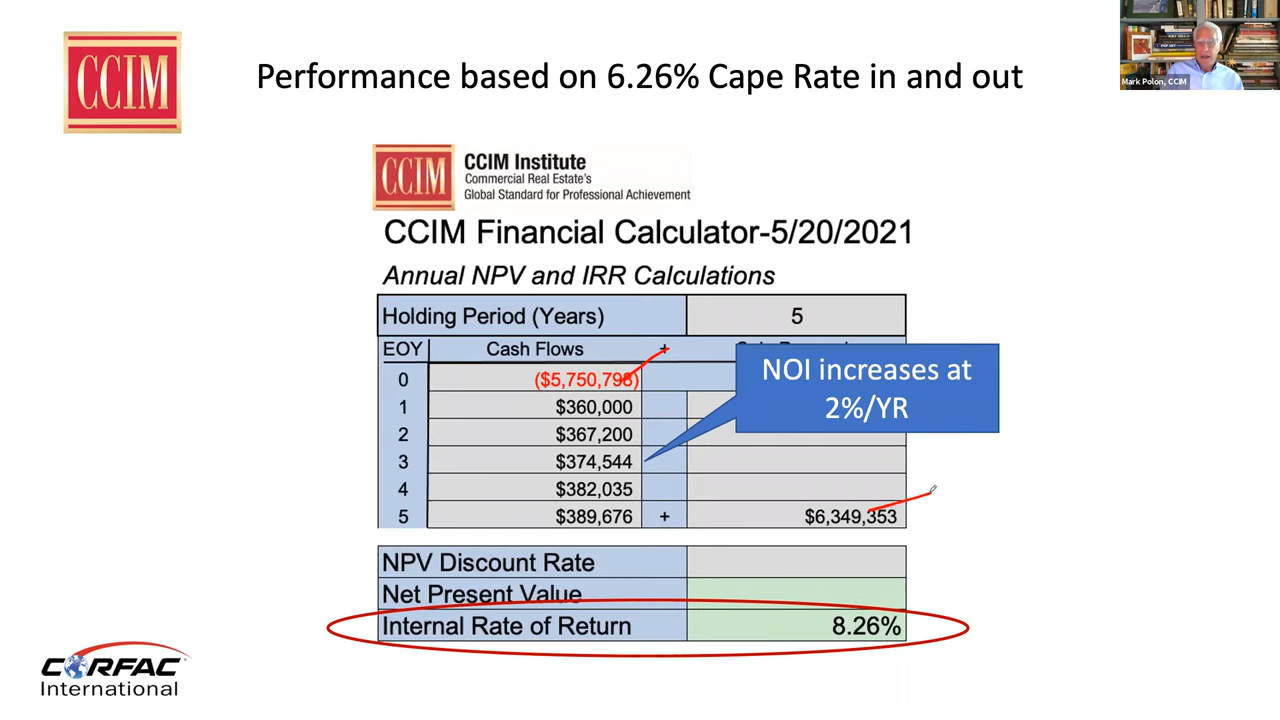 CCIM
Performance based on 6.26% Cape Rate in and out
Mark Polon, CCIM
CCIM
CCIM Institute
Commercial Real Estate's
Global Standard for Professional Achievement
CCIM Financial Calculator-5/20/2021
Annual NPV and IRR Calculations
Holding Period (Years) 5
EOY Cash Flows +
0 ($5,750,798)
1 $360,000
2 $367,200
3 $374,544
4 $382,035
5 $389,676 + $6,349,353
NOI increases at
2%/YR
NPV Discount Rate
Net Present Value
Internal Rate of Return 8.26%
CORFAC
International